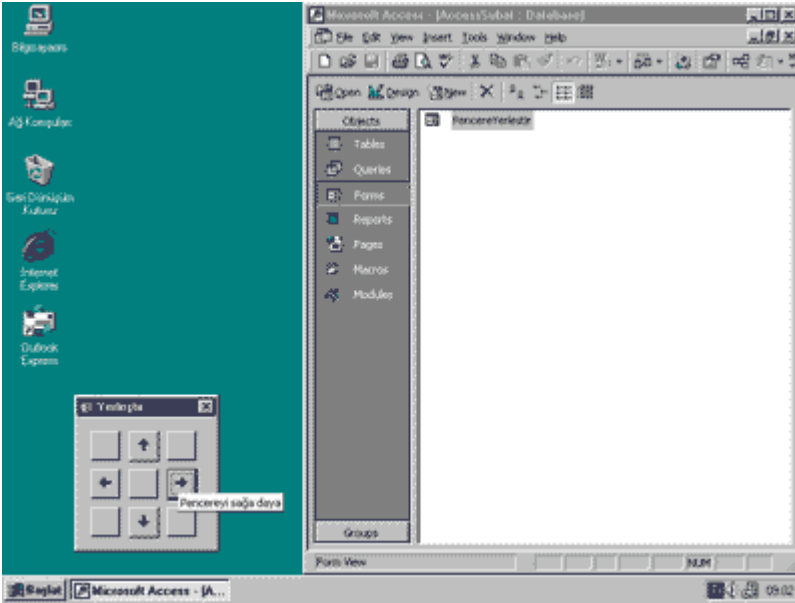 Bilgisayarım
Ağ Komşuları
Geri Dönüşüm
Kutusu
Internet
Explorer
Outlook
Express
Microsoft Access - [AccessSubat : Database]
File Edit View Insert Tools Window Help
Open Design New
Objects
Tables
Queries
Forms
Reports
Pages
Macros
Modules
Groups
PencereYerlestir
Form View
NUM
Yerleştir
Pencereyi sağa daya
Başlat
Microsoft Access - [A...
09:02